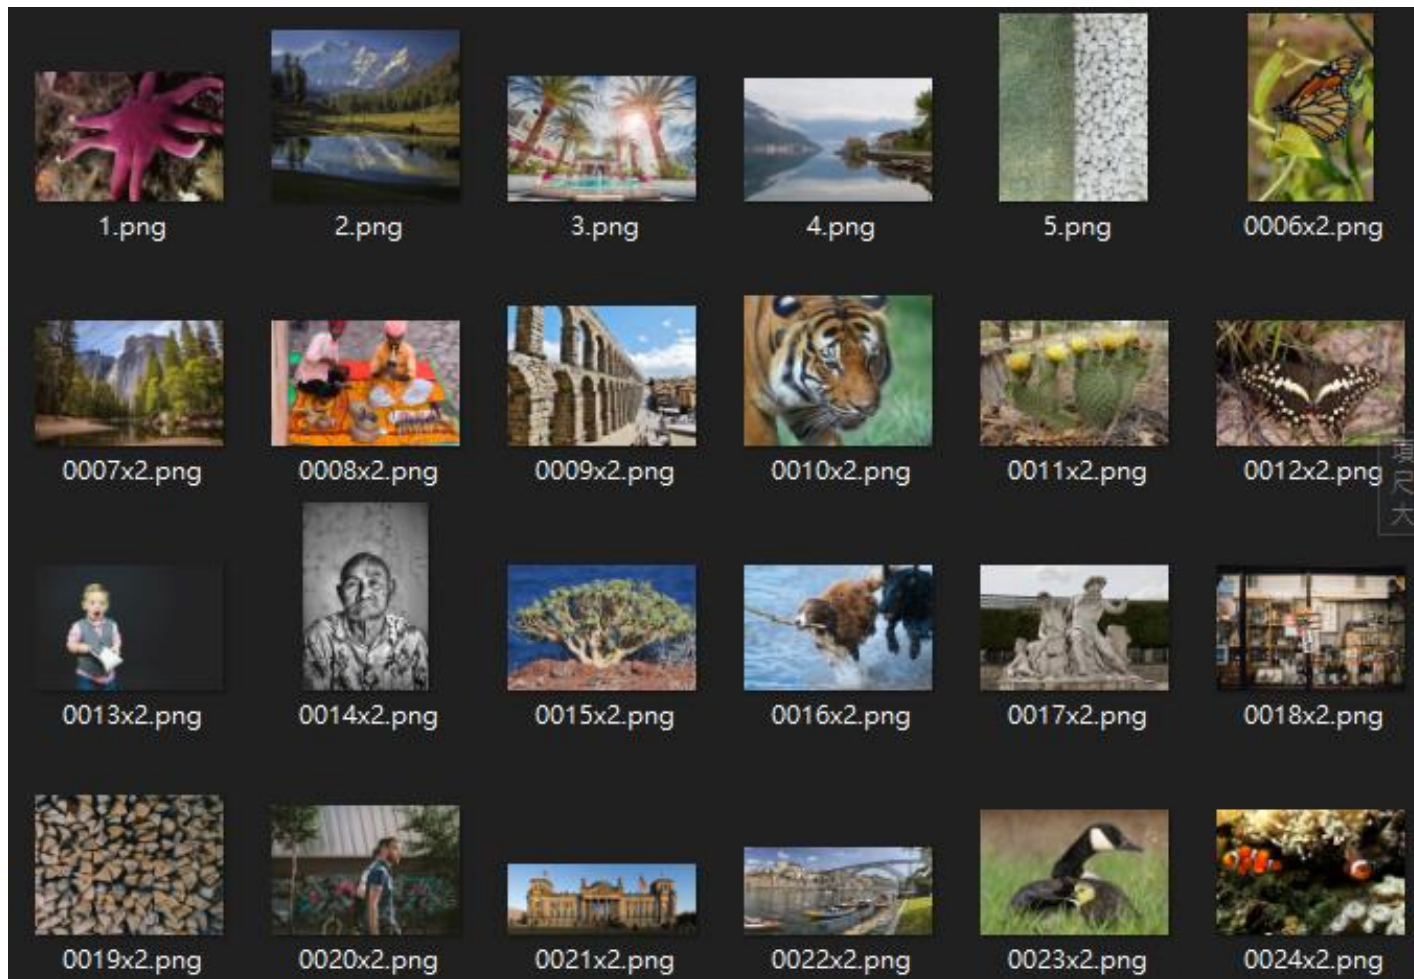 1.png 2.png 3.png 4.png 5.png 0006x2.png
0007x2.png 0008x2.png 0009x2.png 0010x2.png 0011x2.png 0012x2.png
0013x2.png 0014x2.png 0015x2.png 0016x2.png 0017x2.png 0018x2.png
0019x2.png 0020x2.png 0021x2.png 0022x2.png 0023x2.png 0024x2.png